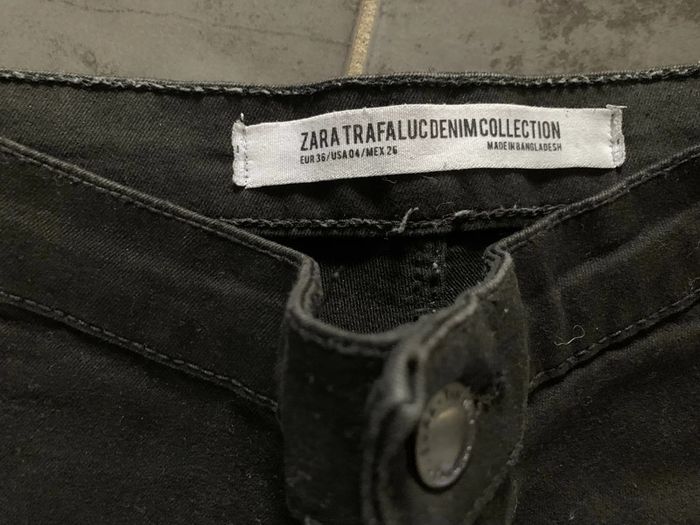 ZARA TRAFALUC DENIM COLLECTION
EUR 36/USA 04/MEX 26
MADE IN BANGLADESH